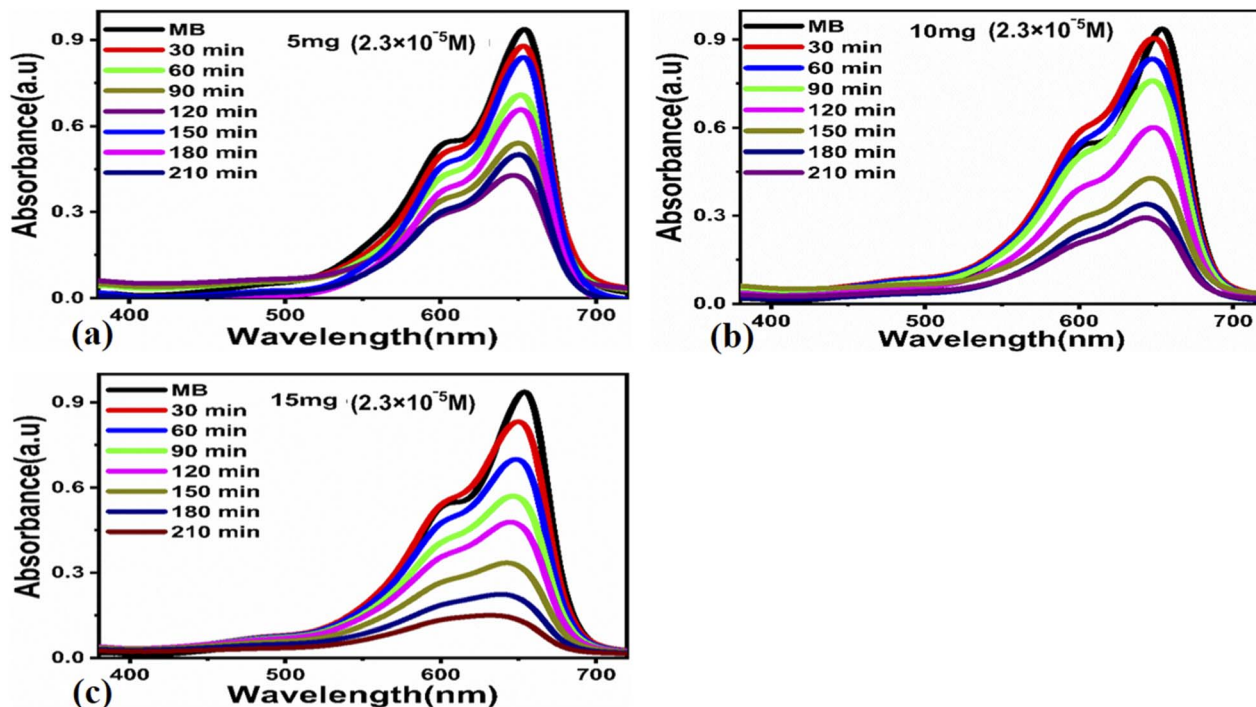 MB
30 min
60 min
90 min
120 min
150 min
180 min
210 min
5mg (2.3×10⁻⁵M)
Absorbance(a.u)
0.9
0.6
0.3
0.0
400 500 600 700
Wavelength(nm)
(a)
MB
30 min
60 min
90 min
120 min
150 min
180 min
210 min
10mg (2.3×10⁻⁵M)
Absorbance(a.u)
0.9
0.6
0.3
0.0
400 500 600 700
Wavelength(nm)
(b)
MB
30 min
60 min
90 min
120 min
150 min
180 min
210 min
15mg (2.3×10⁻⁵M)
Absorbance(a.u)
0.9
0.6
0.3
0.0
400 500 600 700
Wavelength(nm)
(c)